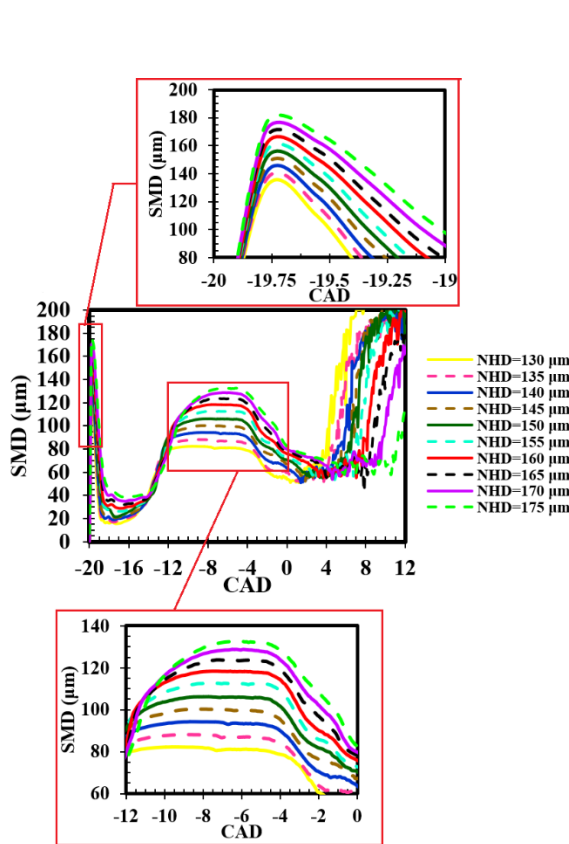 200
180
160
140
120
100
80
SMD (μm)
-20 -19.75 -19.5 -19.25 -19
CAD
200
180
160
140
120
100
80
60
40
20
0
SMD (μm)
-20 -16 -12 -8 -4 0 4 8 12
CAD
NHD=130 μm
NHD=135 μm
NHD=140 μm
NHD=145 μm
NHD=150 μm
NHD=155 μm
NHD=160 μm
NHD=165 μm
NHD=170 μm
NHD=175 μm
140
120
100
80
60
SMD (μm)
-12 -10 -8 -6 -4 -2 0
CAD